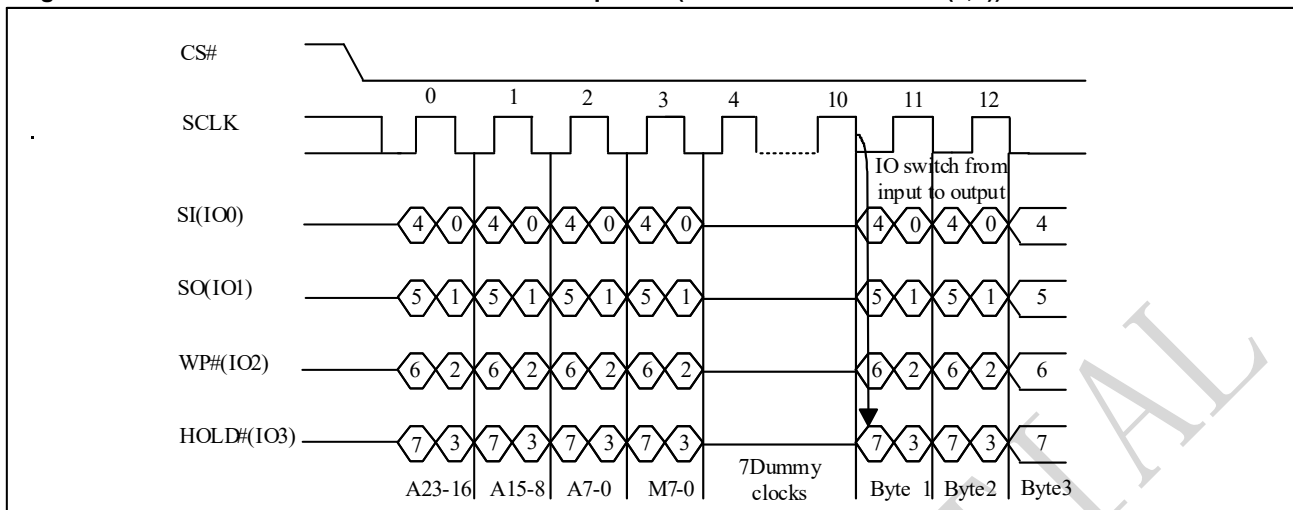 CS#
0 1 2 3 4 10 11 12
SCLK
IO switch from
input to output
SI(IO0) 4 0 4 0 4 0 4 0 4 0 4 0 4
SO(IO1) 5 1 5 1 5 1 5 1 5 1 5 1 5
WP#(IO2) 6 2 6 2 6 2 6 2 6 2 6 2 6
HOLD#(IO3) 7 3 7 3 7 3 7 3 7 3 7 3 7
7Dummy
clocks
A23-16 A15-8 A7-0 M7-0 Byte 1 Byte2 Byte3